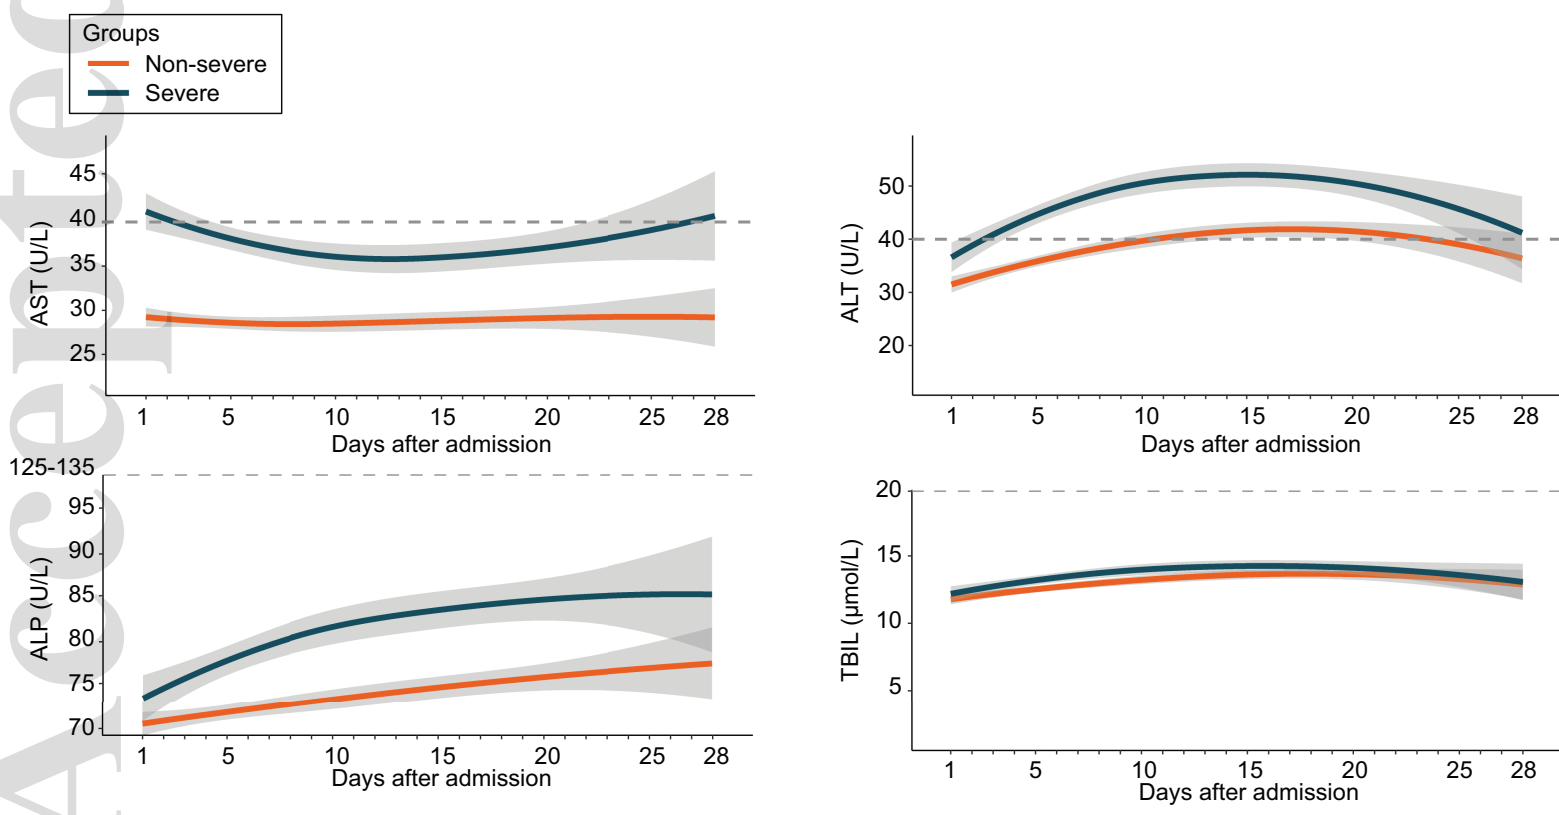 Groups
Non-severe
Severe
45
40
35
30
25
AST (U/L)
1 5 10 15 20 25 28
Days after admission
50
40
30
20
ALT (U/L)
1 5 10 15 20 25 28
Days after admission
125-135
95
90
85
80
75
70
ALP (U/L)
1 5 10 15 20 25 28
Days after admission
20
15
10
5
TBIL (μmol/L)
1 5 10 15 20 25 28
Days after admission
Accepted